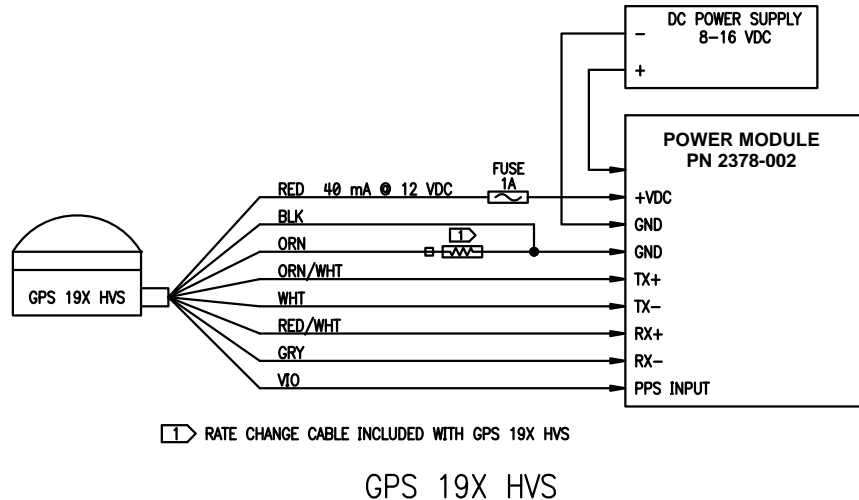 DC POWER SUPPLY
8-16 VDC
-
+
POWER MODULE
PN 2378-002
FUSE
1A
RED 40 mA @ 12 VDC
+VDC
BLK
GND
1
ORN
GND
ORN/WHT
TX+
GPS 19X HVS
WHT
TX-
RED/WHT
RX+
GRY
RX-
VIO
PPS INPUT
1 RATE CHANGE CABLE INCLUDED WITH GPS 19X HVS
GPS 19X HVS